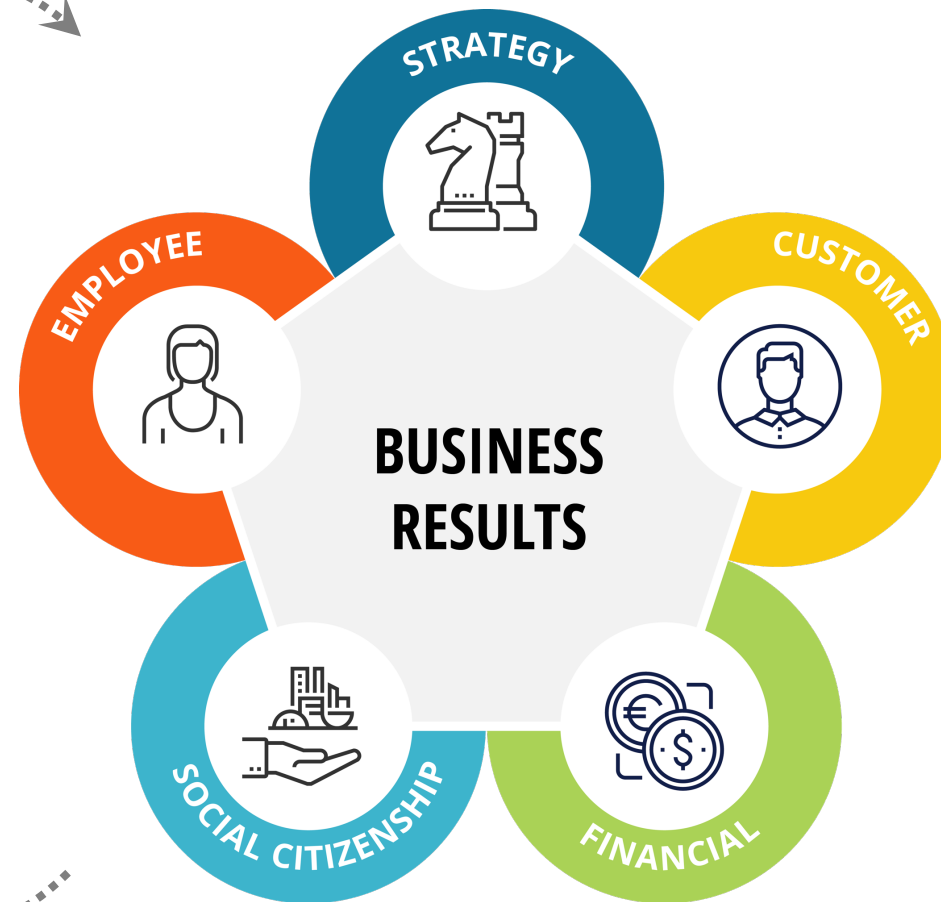 STRATEGY
EMPLOYEE
CUSTOMER
BUSINESS
RESULTS
SOCIAL CITIZENSHIP
FINANCIAL
€
$